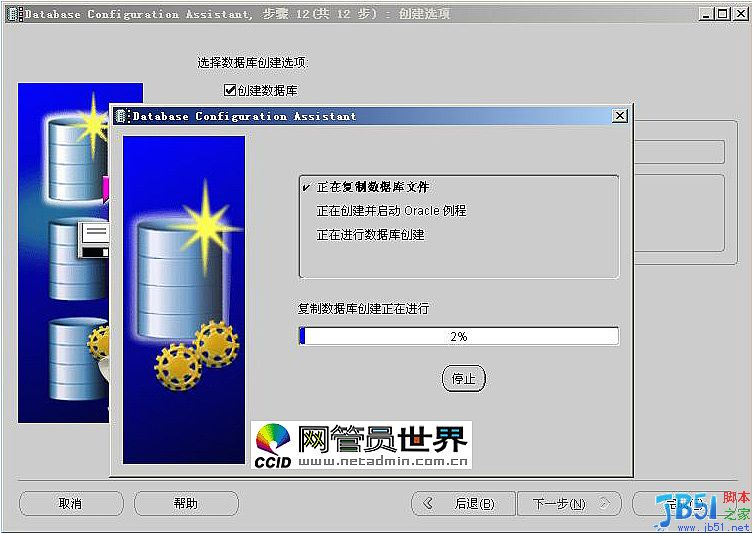 Database Configuration Assistant, 步骤 12(共 12 步) : 创建选项
选择数据库创建选项:
创建数据库
Database Configuration Assistant
正在复制数据库文件
正在创建并启动 Oracle 例程
正在进行数据库创建
复制数据库创建正在进行
2%
停止
CCID 网管员世界
www.netadmin.com.cn
取消
帮助
后退(B)
下一步(N)
JB51 脚本之家
www.jb51.net